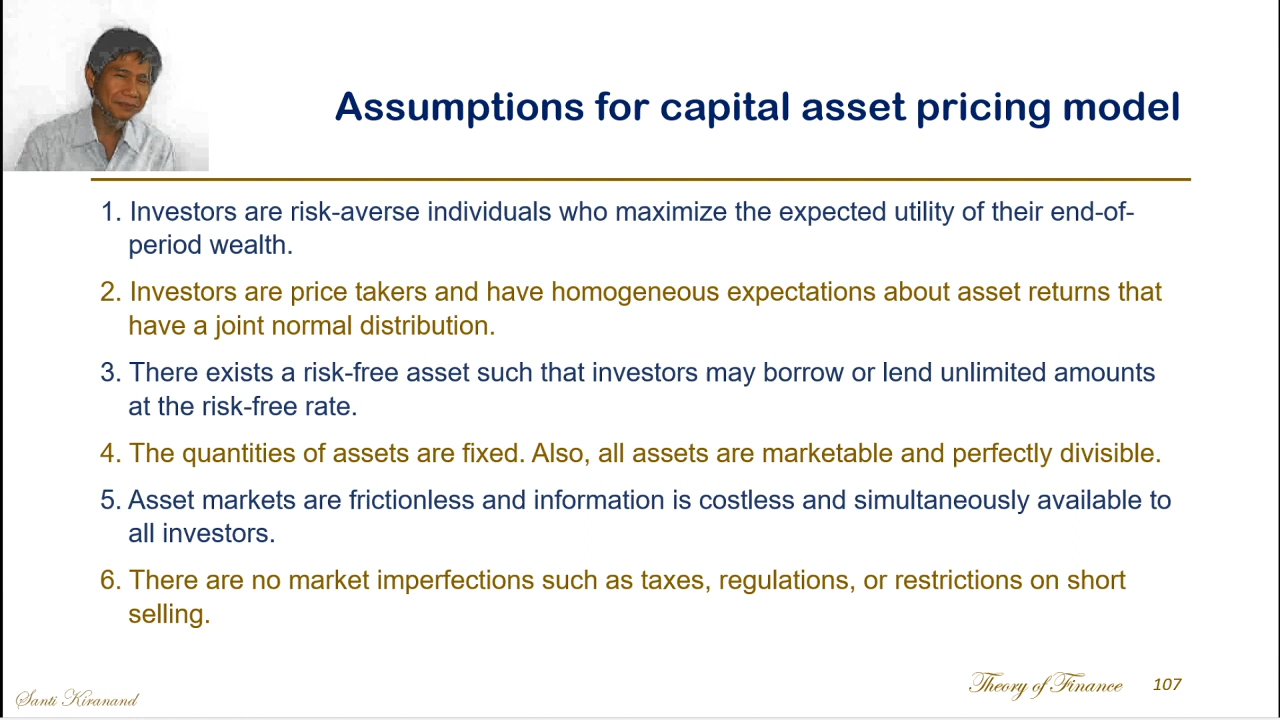 Assumptions for capital asset pricing model
1. Investors are risk-averse individuals who maximize the expected utility of their end-of-
period wealth.
2. Investors are price takers and have homogeneous expectations about asset returns that
have a joint normal distribution.
3. There exists a risk-free asset such that investors may borrow or lend unlimited amounts
at the risk-free rate.
4. The quantities of assets are fixed. Also, all assets are marketable and perfectly divisible.
5. Asset markets are frictionless and information is costless and simultaneously available to
all investors.
6. There are no market imperfections such as taxes, regulations, or restrictions on short
selling.
Santi Kiranand
Theory of Finance 107